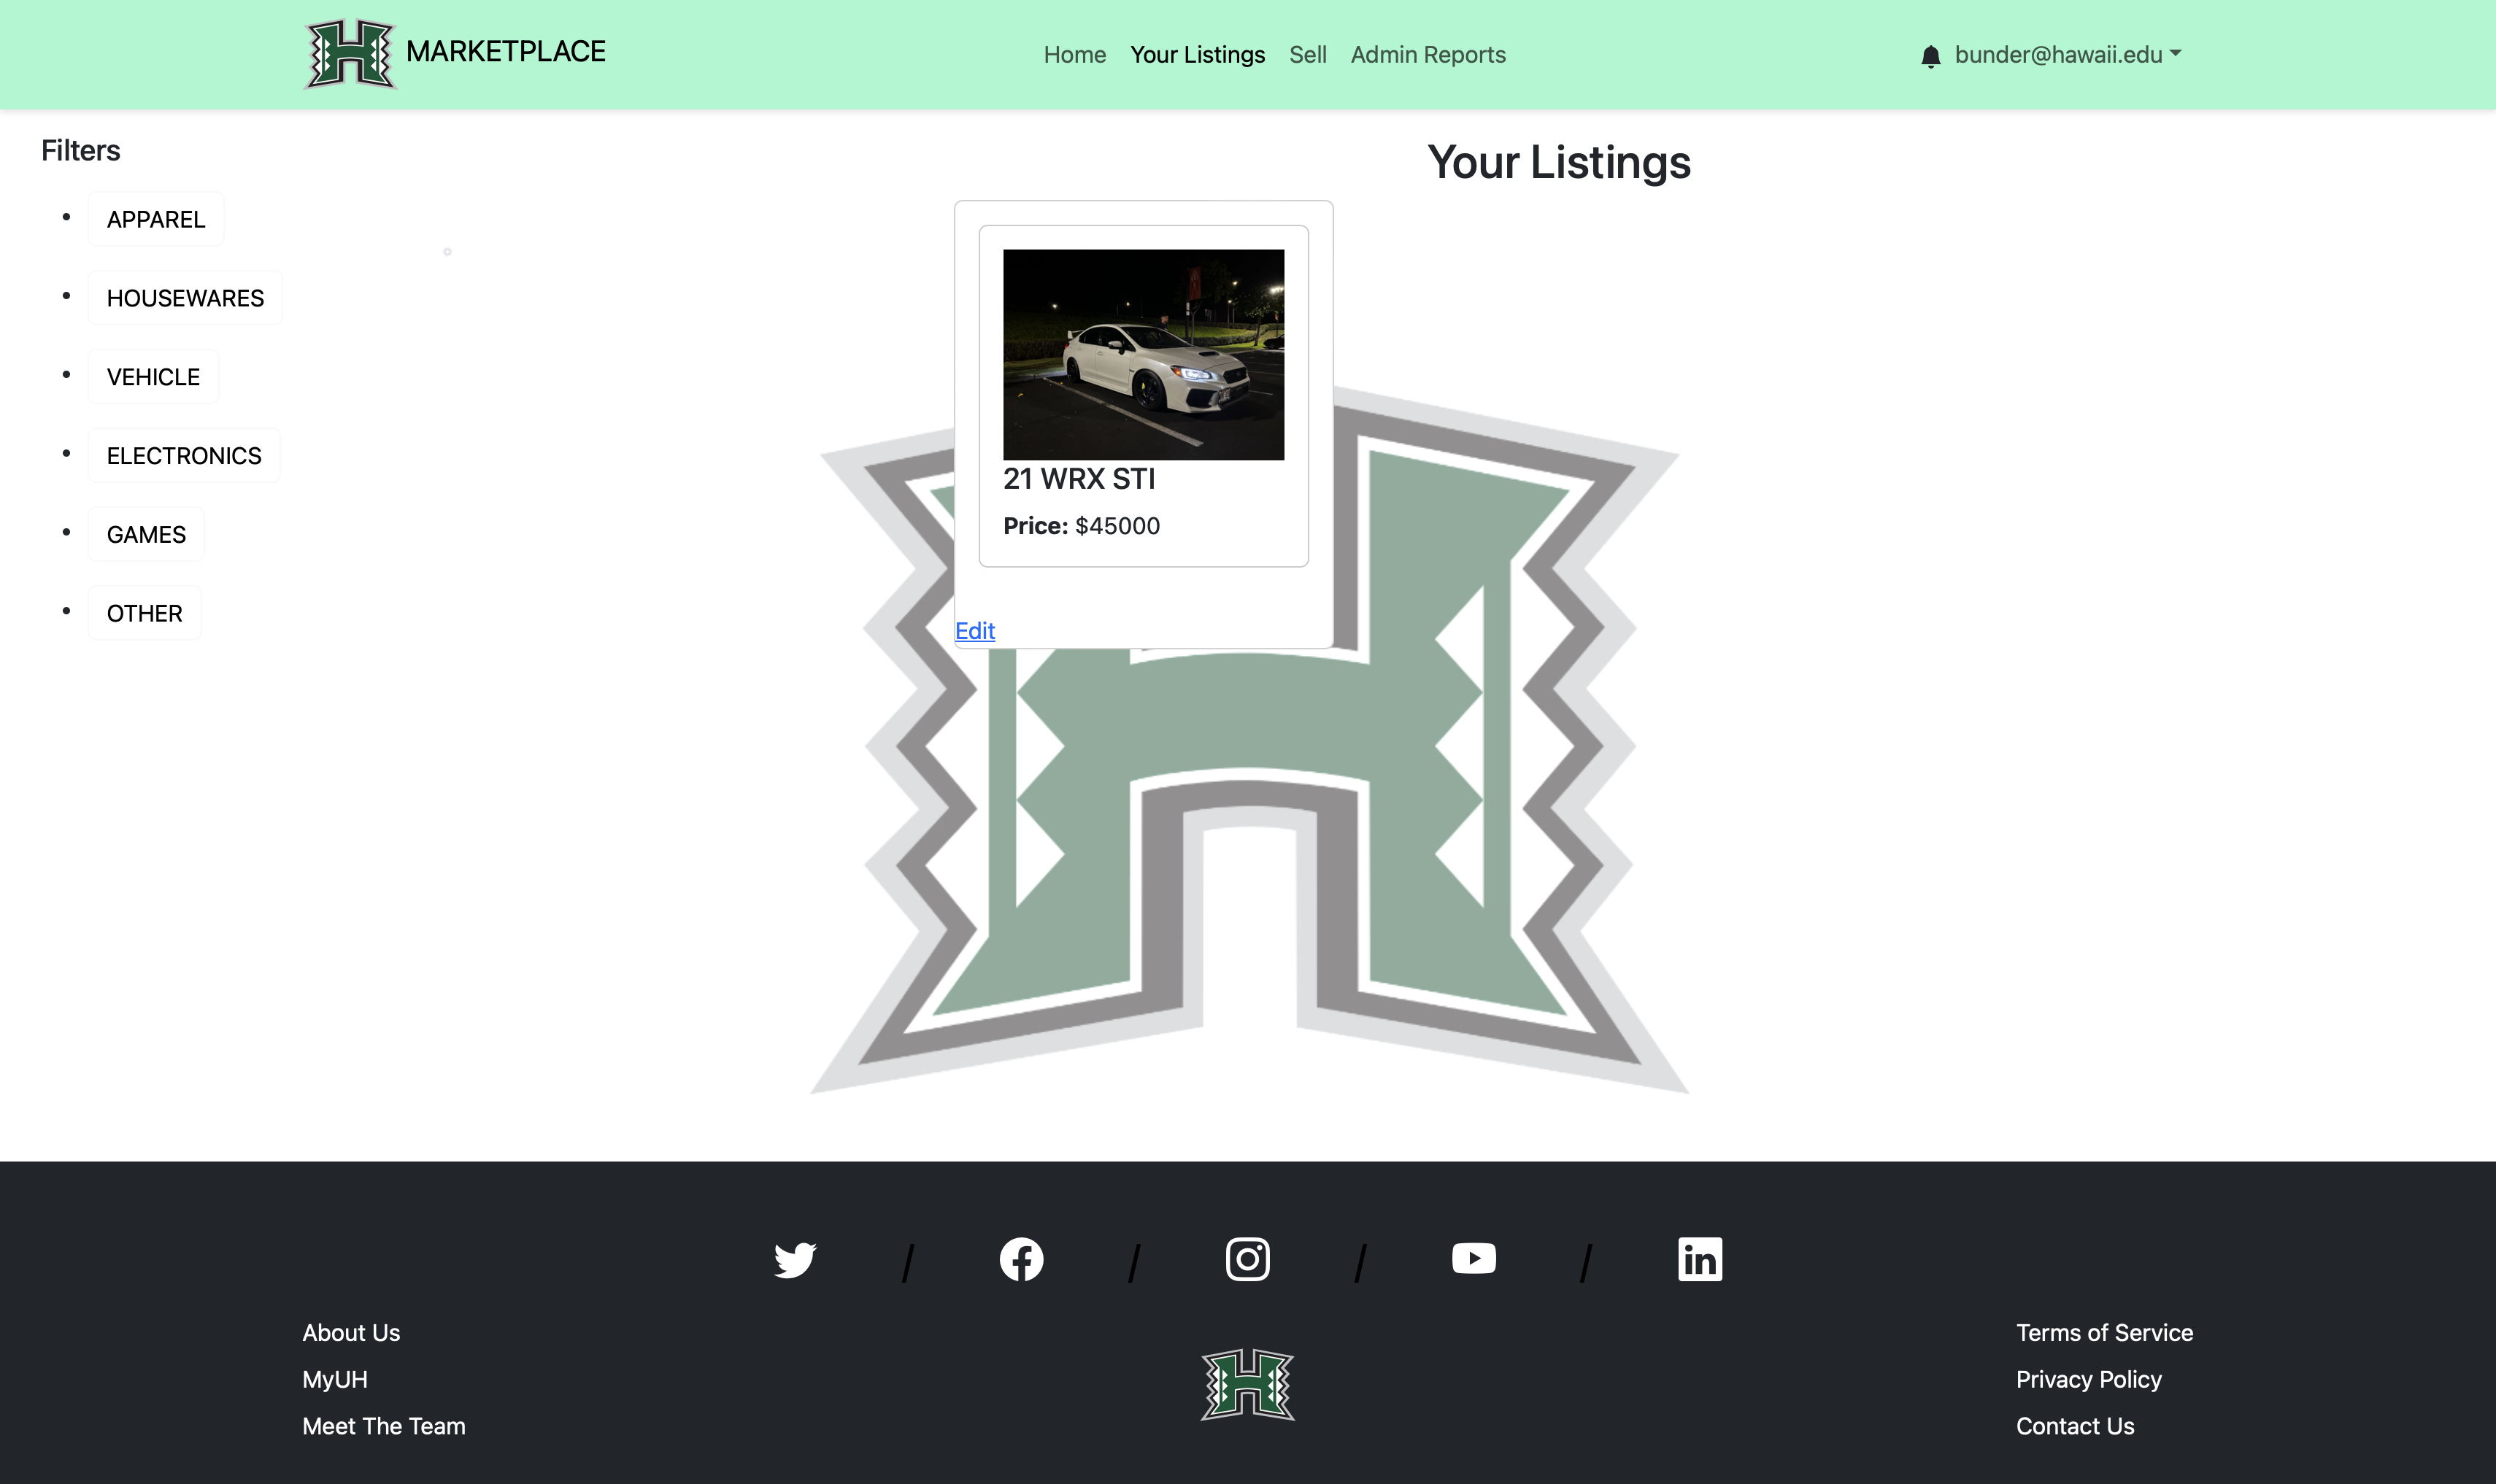 MARKETPLACE
Home Your Listings Sell Admin Reports
bunder@hawaii.edu
Filters
APPAREL
HOUSEWARES
VEHICLE
ELECTRONICS
GAMES
OTHER
Your Listings
21 WRX STI
Price: $45000
Edit
/ / / /
About Us
MyUH
Meet The Team
Terms of Service
Privacy Policy
Contact Us